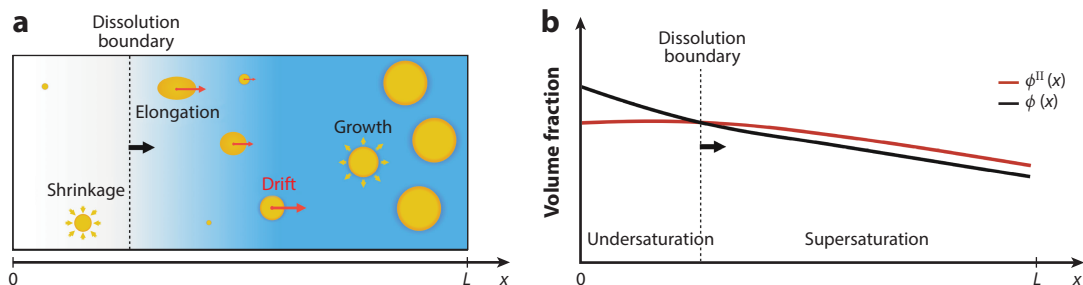 a
Dissolution
boundary
Elongation
Growth
Shrinkage
Drift
0
L
x
b
Dissolution
boundary
ϕᴵᴵ(x)
ϕ (x)
Volume fraction
Undersaturation
Supersaturation
0
L
x